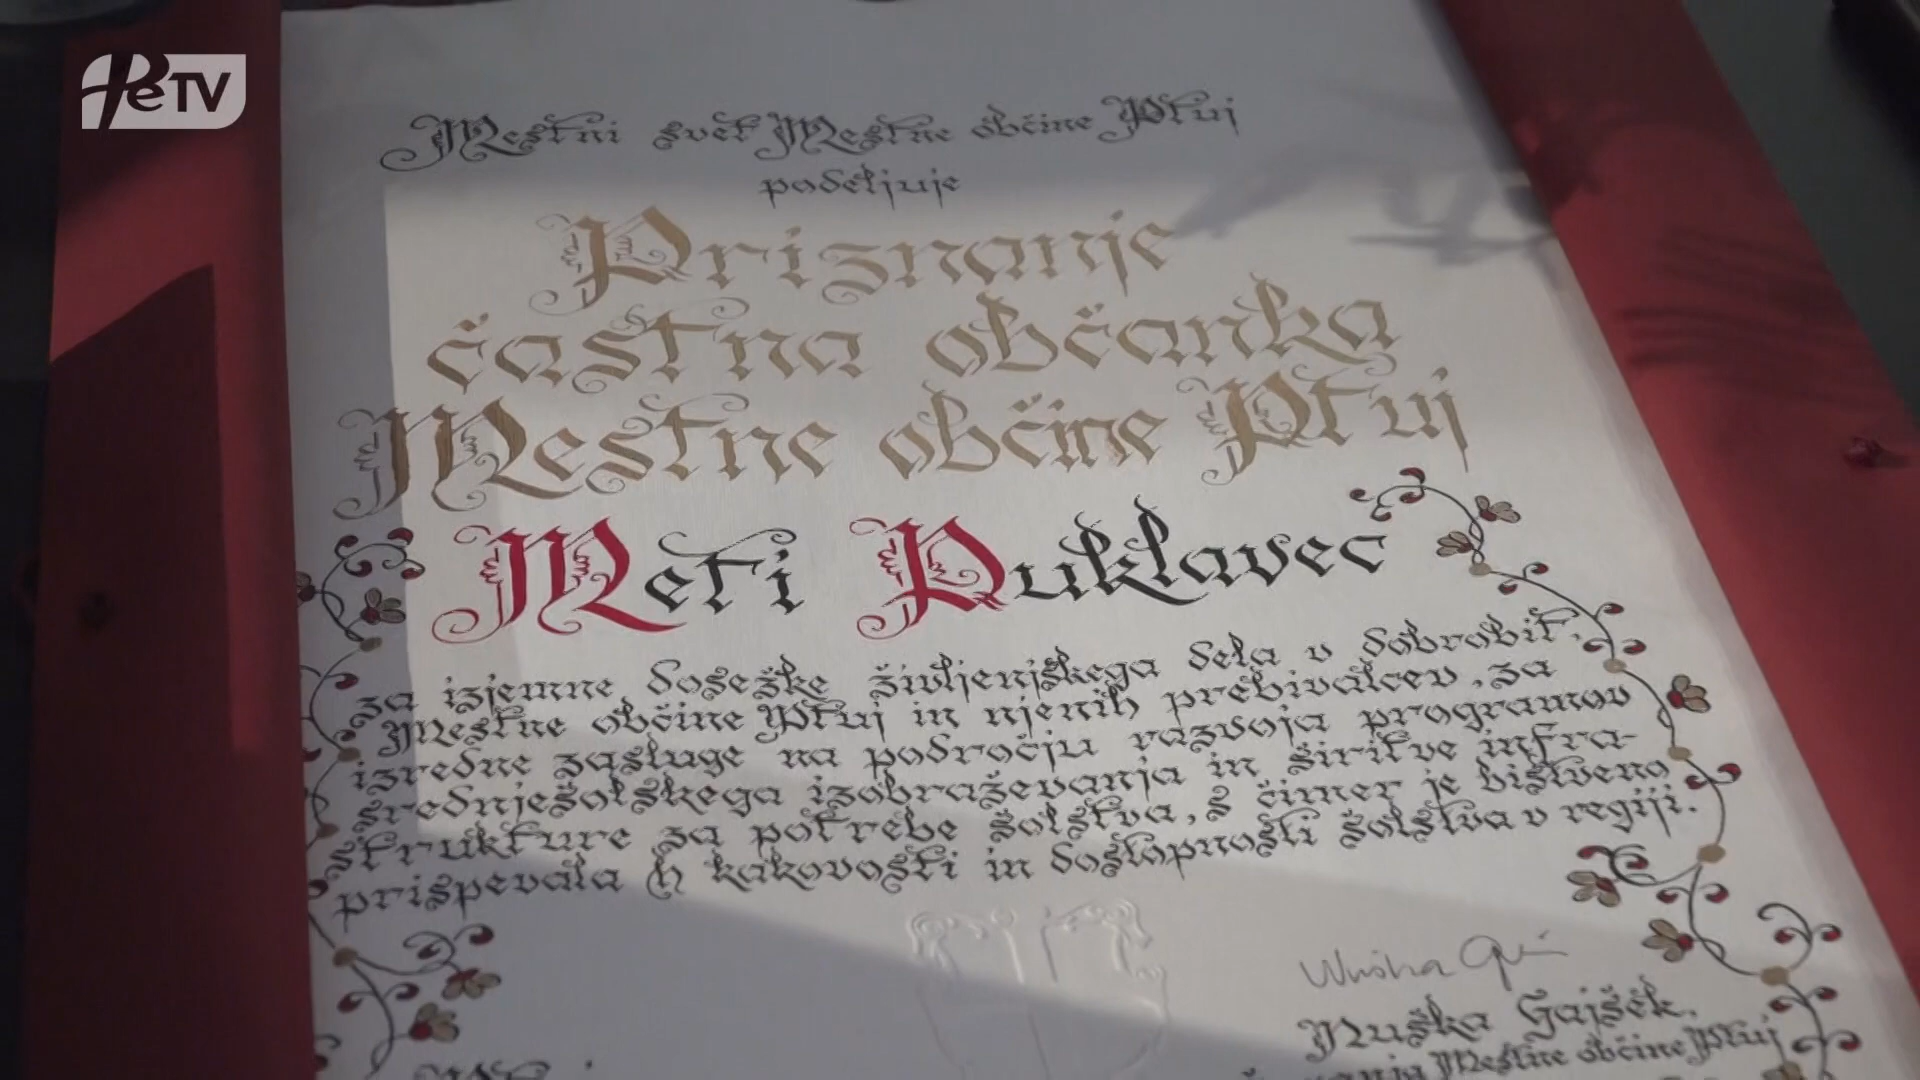 PeTV
Mestni svet Mestne občine Ptuj
podeljuje
Priznanje
častna občanka
Mestne občine Ptuj
Meti Puklavec
za izjemne dosežke življenjskega dela v dobrobit
Mestne občine Ptuj in njenih prebivalcev, za
izredne zasluge na področju razvoja programov
srednješolskega izobraževanja in širitve infra-
strukture za potrebe šolstva, s čimer je bistveno
prispevala h kakovosti in dostopnosti šolstva v regiji.
Nuška Gajšek
Mestne občine Ptuj